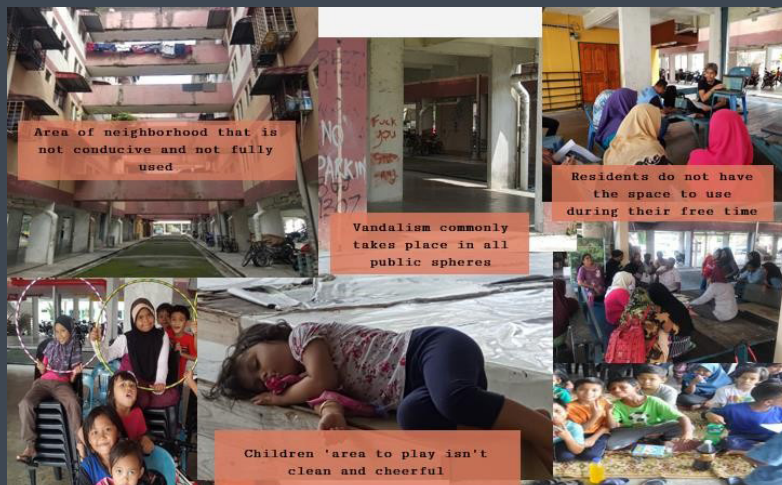 Area of neighborhood that is
not conducive and not fully
used
NO
PARKIN
Fuck
you
Vandalism commonly
takes place in all
public spheres
Residents do not have
the space to use
during their free time
Children 'area to play isn't
clean and cheerful